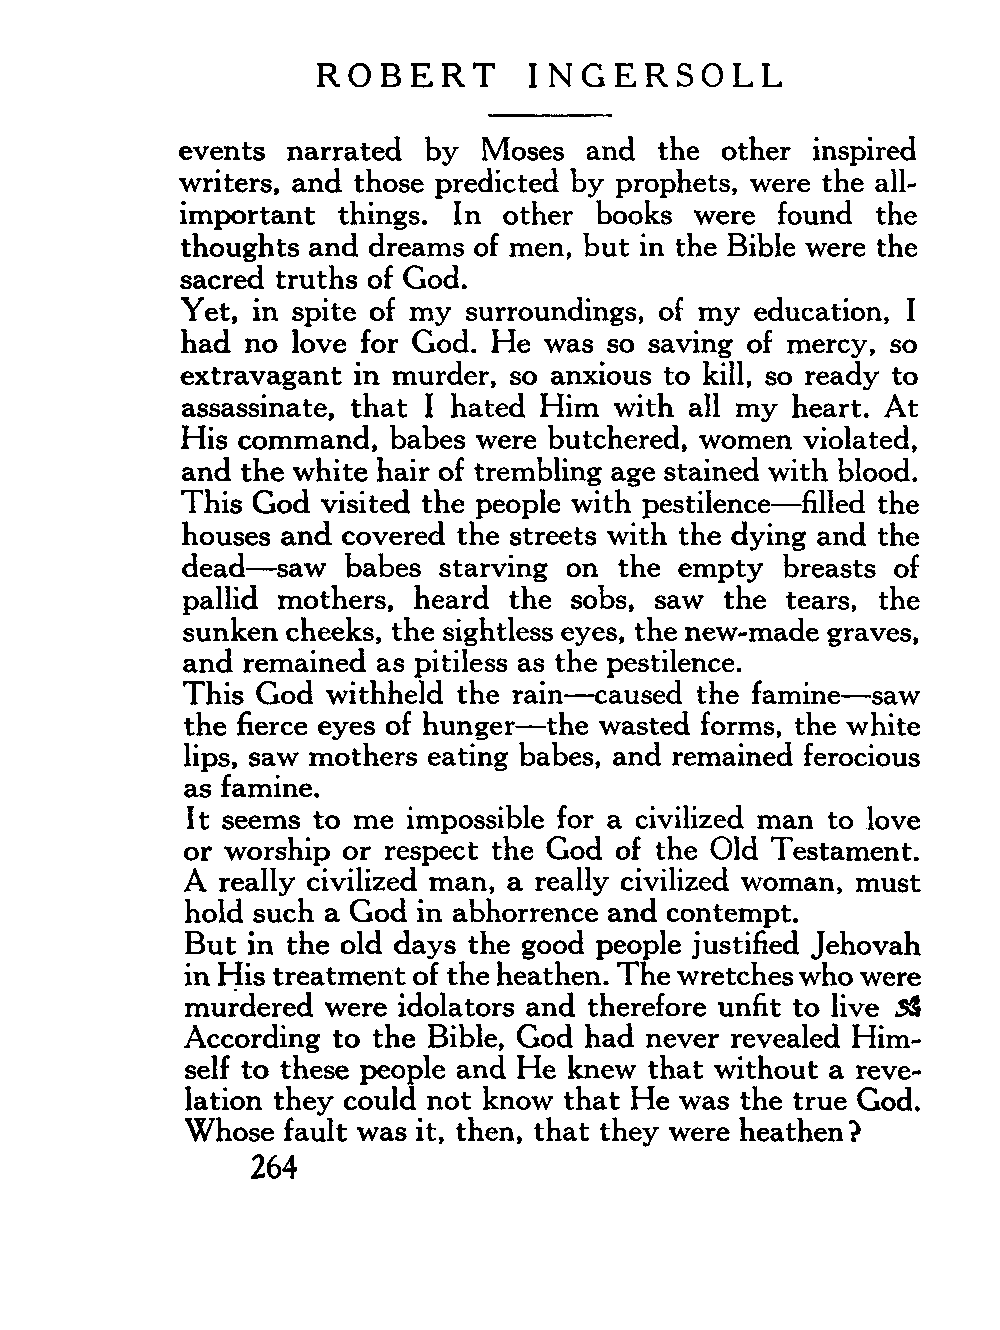 ROBERT INGERSOLL
events narrated by Moses and the other inspired
writers, and those predicted by prophets, were the all-
important things. In other books were found the
thoughts and dreams of men, but in the Bible were the
sacred truths of God.
Yet, in spite of my surroundings, of my education, I
had no love for God. He was so saving of mercy, so
extravagant in murder, so anxious to kill, so ready to
assassinate, that I hated Him with all my heart. At
His command, babes were butchered, women violated,
and the white hair of trembling age stained with blood.
This God visited the people with pestilence—filled the
houses and covered the streets with the dying and the
dead—saw babes starving on the empty breasts of
pallid mothers, heard the sobs, saw the tears, the
sunken cheeks, the sightless eyes, the new-made graves,
and remained as pitiless as the pestilence.
This God withheld the rain—caused the famine—saw
the fierce eyes of hunger—the wasted forms, the white
lips, saw mothers eating babes, and remained ferocious
as famine.
It seems to me impossible for a civilized man to love
or worship or respect the God of the Old Testament.
A really civilized man, a really civilized woman, must
hold such a God in abhorrence and contempt.
But in the old days the good people justified Jehovah
in His treatment of the heathen. The wretches who were
murdered were idolators and therefore unfit to live
According to the Bible, God had never revealed Him-
self to these people and He knew that without a reve-
lation they could not know that He was the true God.
Whose fault was it, then, that they were heathen?
264